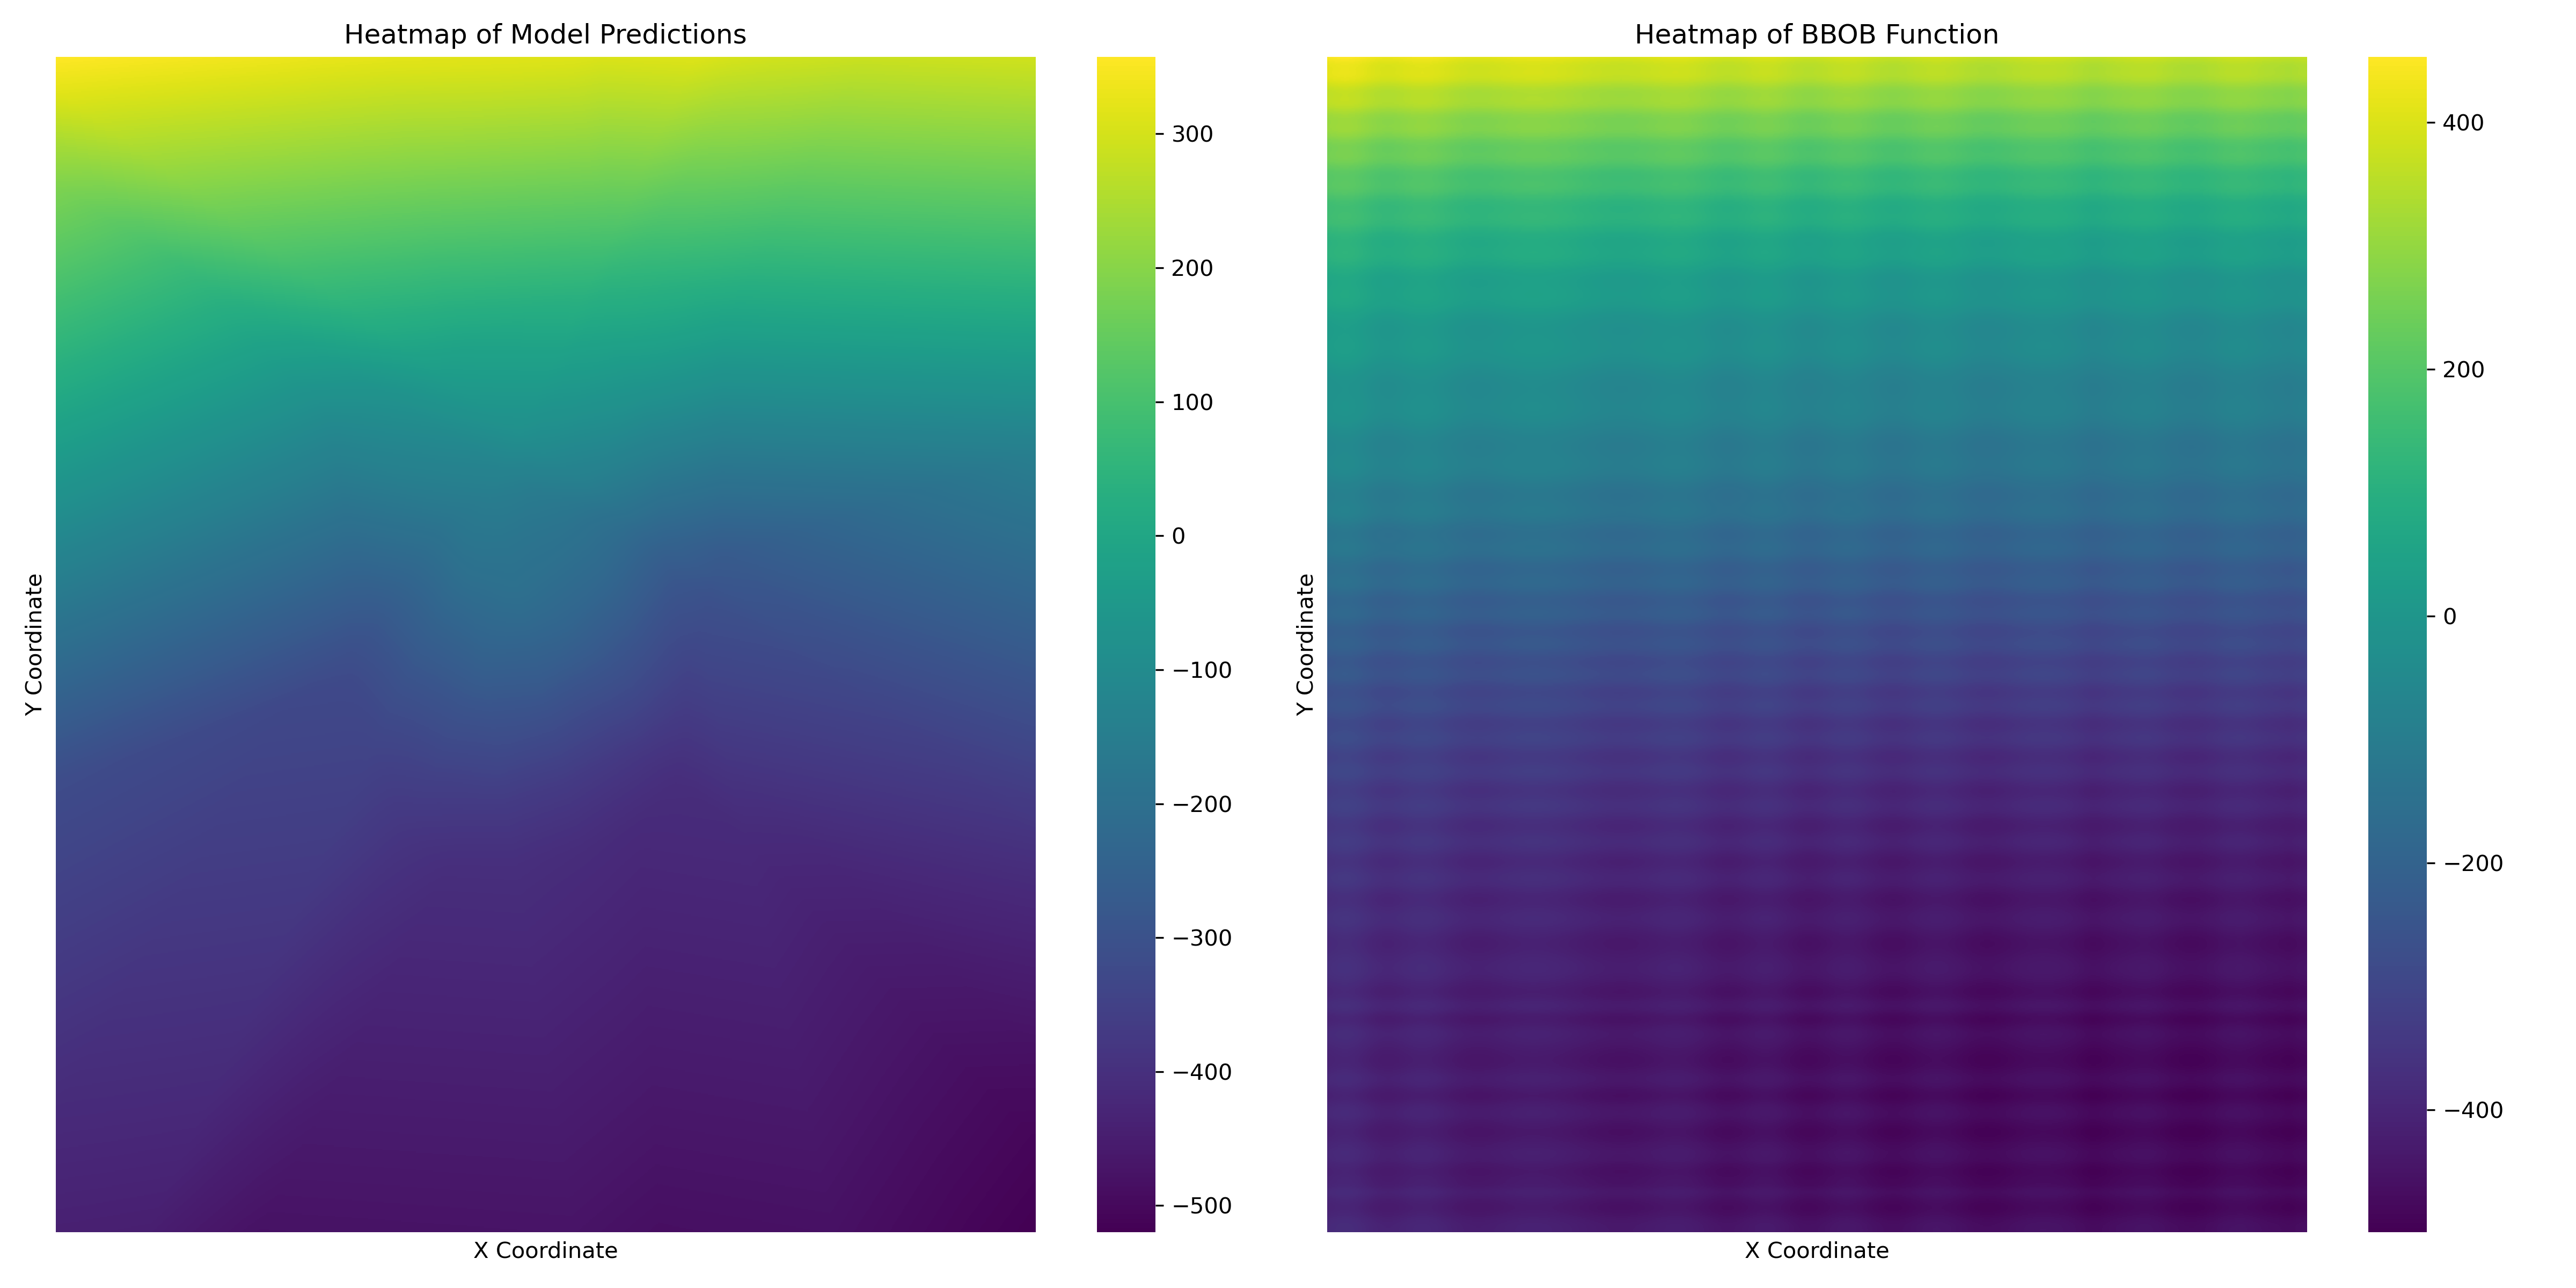 Heatmap of Model Predictions
Y Coordinate
X Coordinate
300
200
100
0
−100
−200
−300
−400
−500
Heatmap of BBOB Function
Y Coordinate
X Coordinate
400
200
0
−200
−400